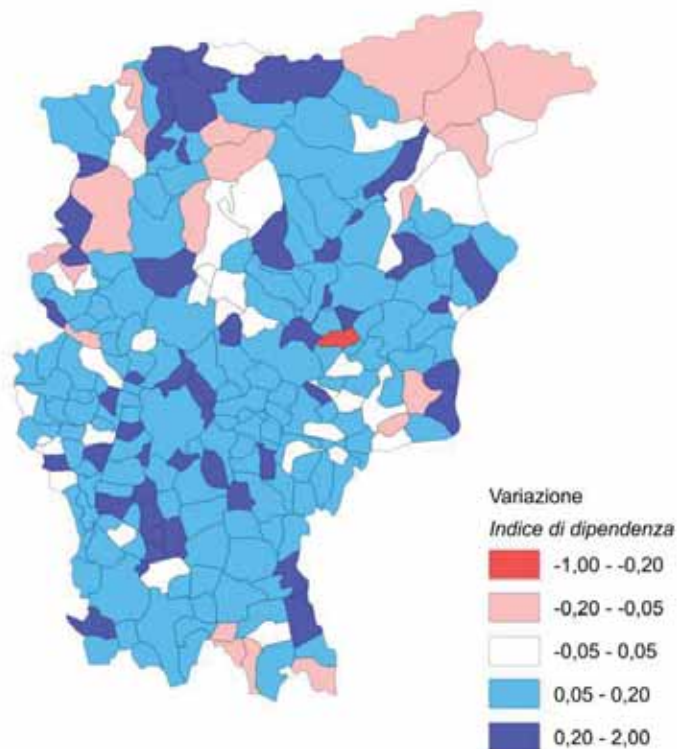 Variazione
Indice di dipendenza
-1,00 - -0,20
-0,20 - -0,05
-0,05 - 0,05
0,05 - 0,20
0,20 - 2,00